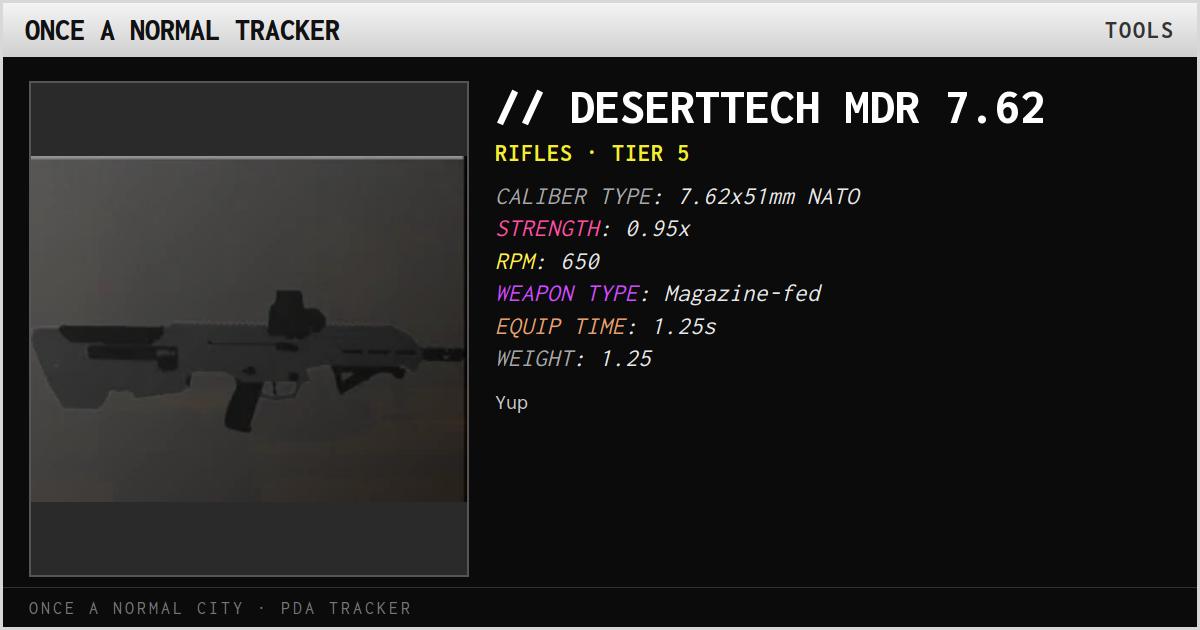 ONCE A NORMAL TRACKER
TOOLS
// DESERTTECH MDR 7.62
RIFLES · TIER 5
CALIBER TYPE: 7.62x51mm NATO
STRENGTH: 0.95x
RPM: 650
WEAPON TYPE: Magazine-fed
EQUIP TIME: 1.25s
WEIGHT: 1.25
Yup
ONCE A NORMAL CITY · PDA TRACKER